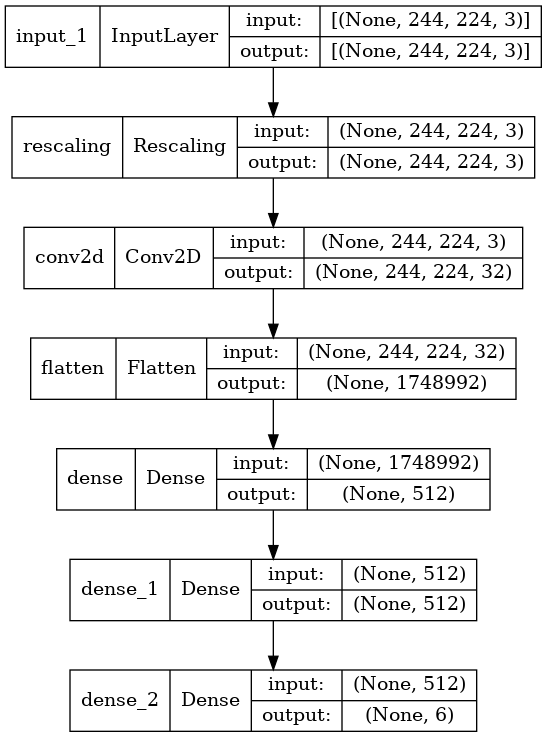 input_1 InputLayer input: [(None, 244, 224, 3)]
output: [(None, 244, 224, 3)]
rescaling Rescaling input: (None, 244, 224, 3)
output: (None, 244, 224, 3)
conv2d Conv2D input: (None, 244, 224, 3)
output: (None, 244, 224, 32)
flatten Flatten input: (None, 244, 224, 32)
output: (None, 1748992)
dense Dense input: (None, 1748992)
output: (None, 512)
dense_1 Dense input: (None, 512)
output: (None, 512)
dense_2 Dense input: (None, 512)
output: (None, 6)